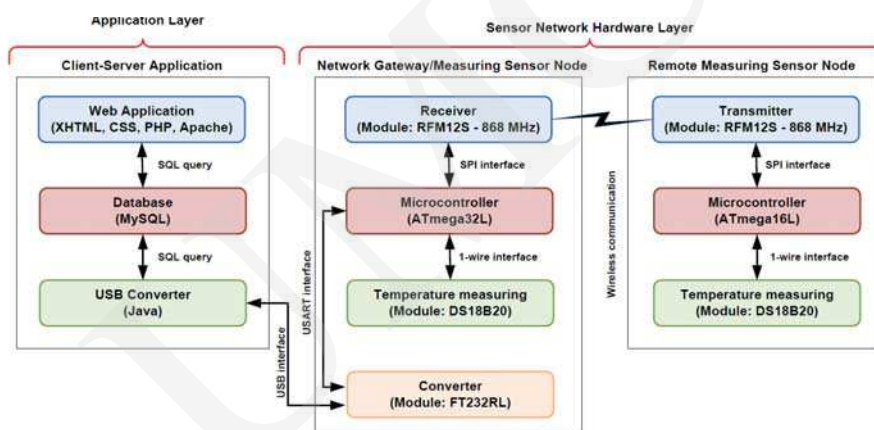 Application Layer
Sensor Network Hardware Layer
Client-Server Application
Network Gateway/Measuring Sensor Node
Remote Measuring Sensor Node
Web Application
(XHTML, CSS, PHP, Apache)
SQL query
Database
(MySQL)
SQL query
USB Converter
(Java)
USB interface
USART interface
Receiver
(Module: RFM12S - 868 MHz)
SPI interface
Microcontroller
(ATmega32L)
1-wire interface
Temperature measuring
(Module: DS18B20)
Converter
(Module: FT232RL)
Wireless communication
Transmitter
(Module: RFM12S - 868 MHz)
SPI interface
Microcontroller
(ATmega16L)
1-wire interface
Temperature measuring
(Module: DS18B20)